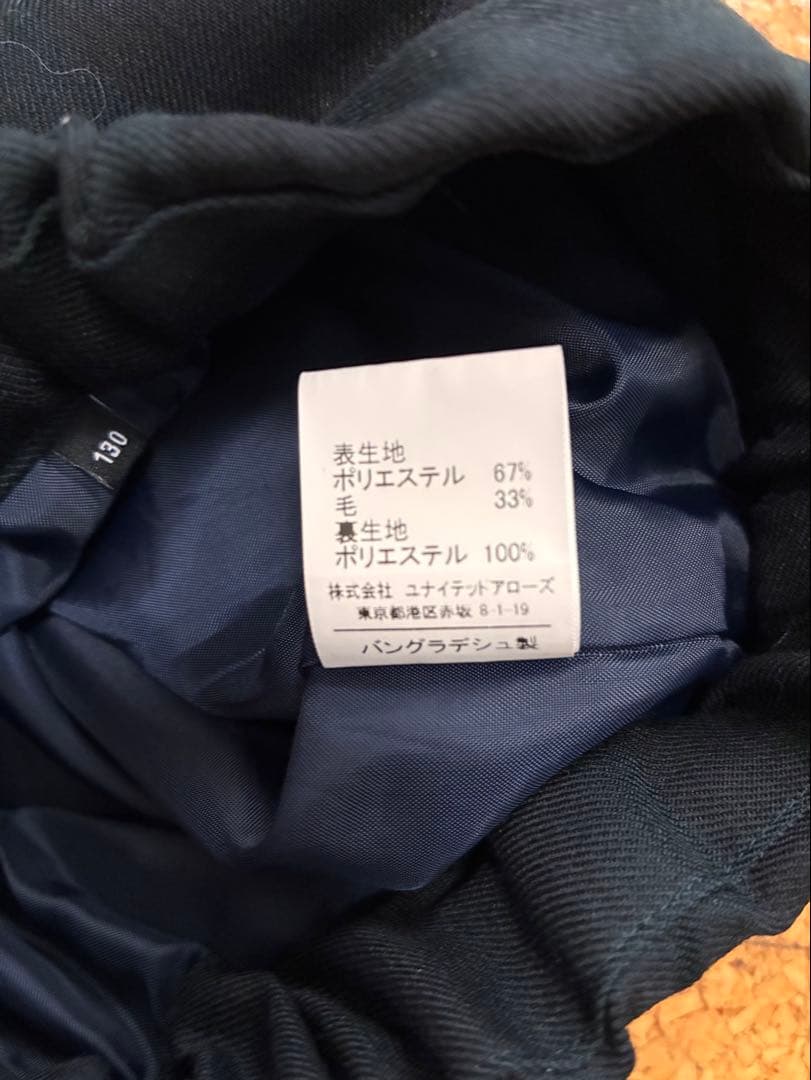 130
表生地
ポリエステル 67%
毛 33%
裏生地
ポリエステル 100%
株式会社 ユナイテッドアローズ
東京都港区赤坂 8-1-19
バングラデシュ製